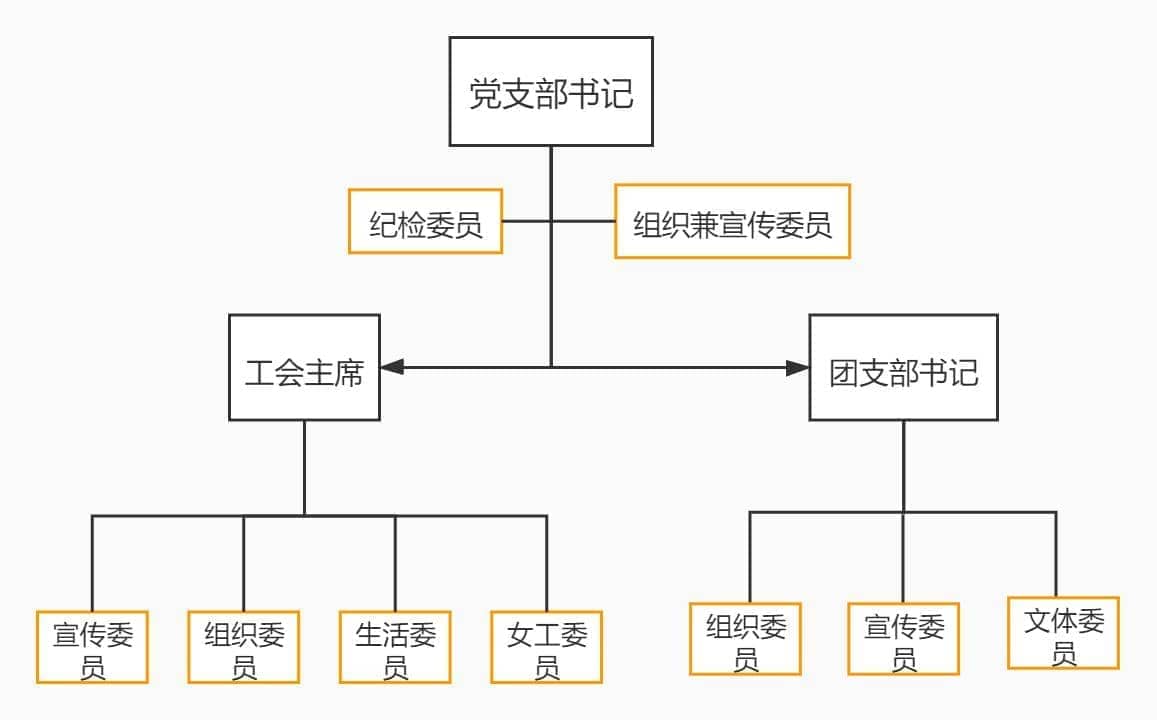 党支部书记
纪检委员
组织兼宣传委员
工会主席
团支部书记
宣传委
员
组织委
员
生活委
员
女工委
员
组织委
员
宣传委
员
文体委
员